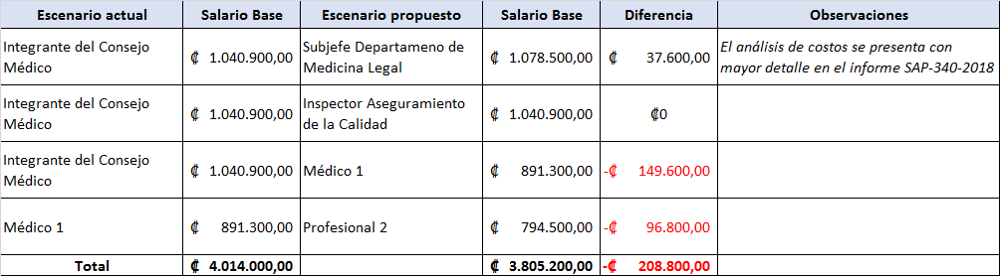 Escenario actual Salario Base Escenario propuesto Salario Base Diferencia Observaciones
Integrante del Consejo Médico ₡ 1.040.900,00 Subjefe Departameno de Medicina Legal ₡ 1.078.500,00 ₡ 37.600,00 El análisis de costos se presenta con mayor detalle en el informe SAP-340-2018
Integrante del Consejo Médico ₡ 1.040.900,00 Inspector Aseguramiento de la Calidad ₡ 1.040.900,00 ₡0
Integrante del Consejo Médico ₡ 1.040.900,00 Médico 1 ₡ 891.300,00 -₡ 149.600,00
Médico 1 ₡ 891.300,00 Profesional 2 ₡ 794.500,00 -₡ 96.800,00
Total ₡ 4.014.000,00 ₡ 3.805.200,00 -₡ 208.800,00